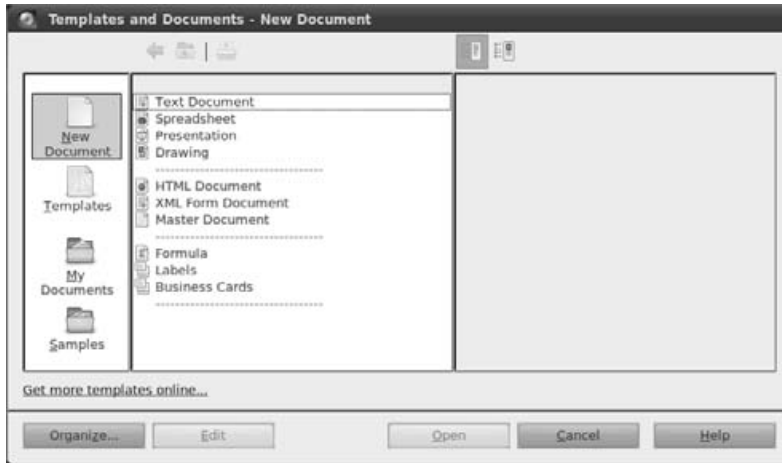 Templates and Documents - New Document
New
Document
Templates
My
Documents
Samples
Text Document
Spreadsheet
Presentation
Drawing
HTML Document
XML Form Document
Master Document
Formula
Labels
Business Cards
Get more templates online...
Organize...
Edit
Open
Cancel
Help